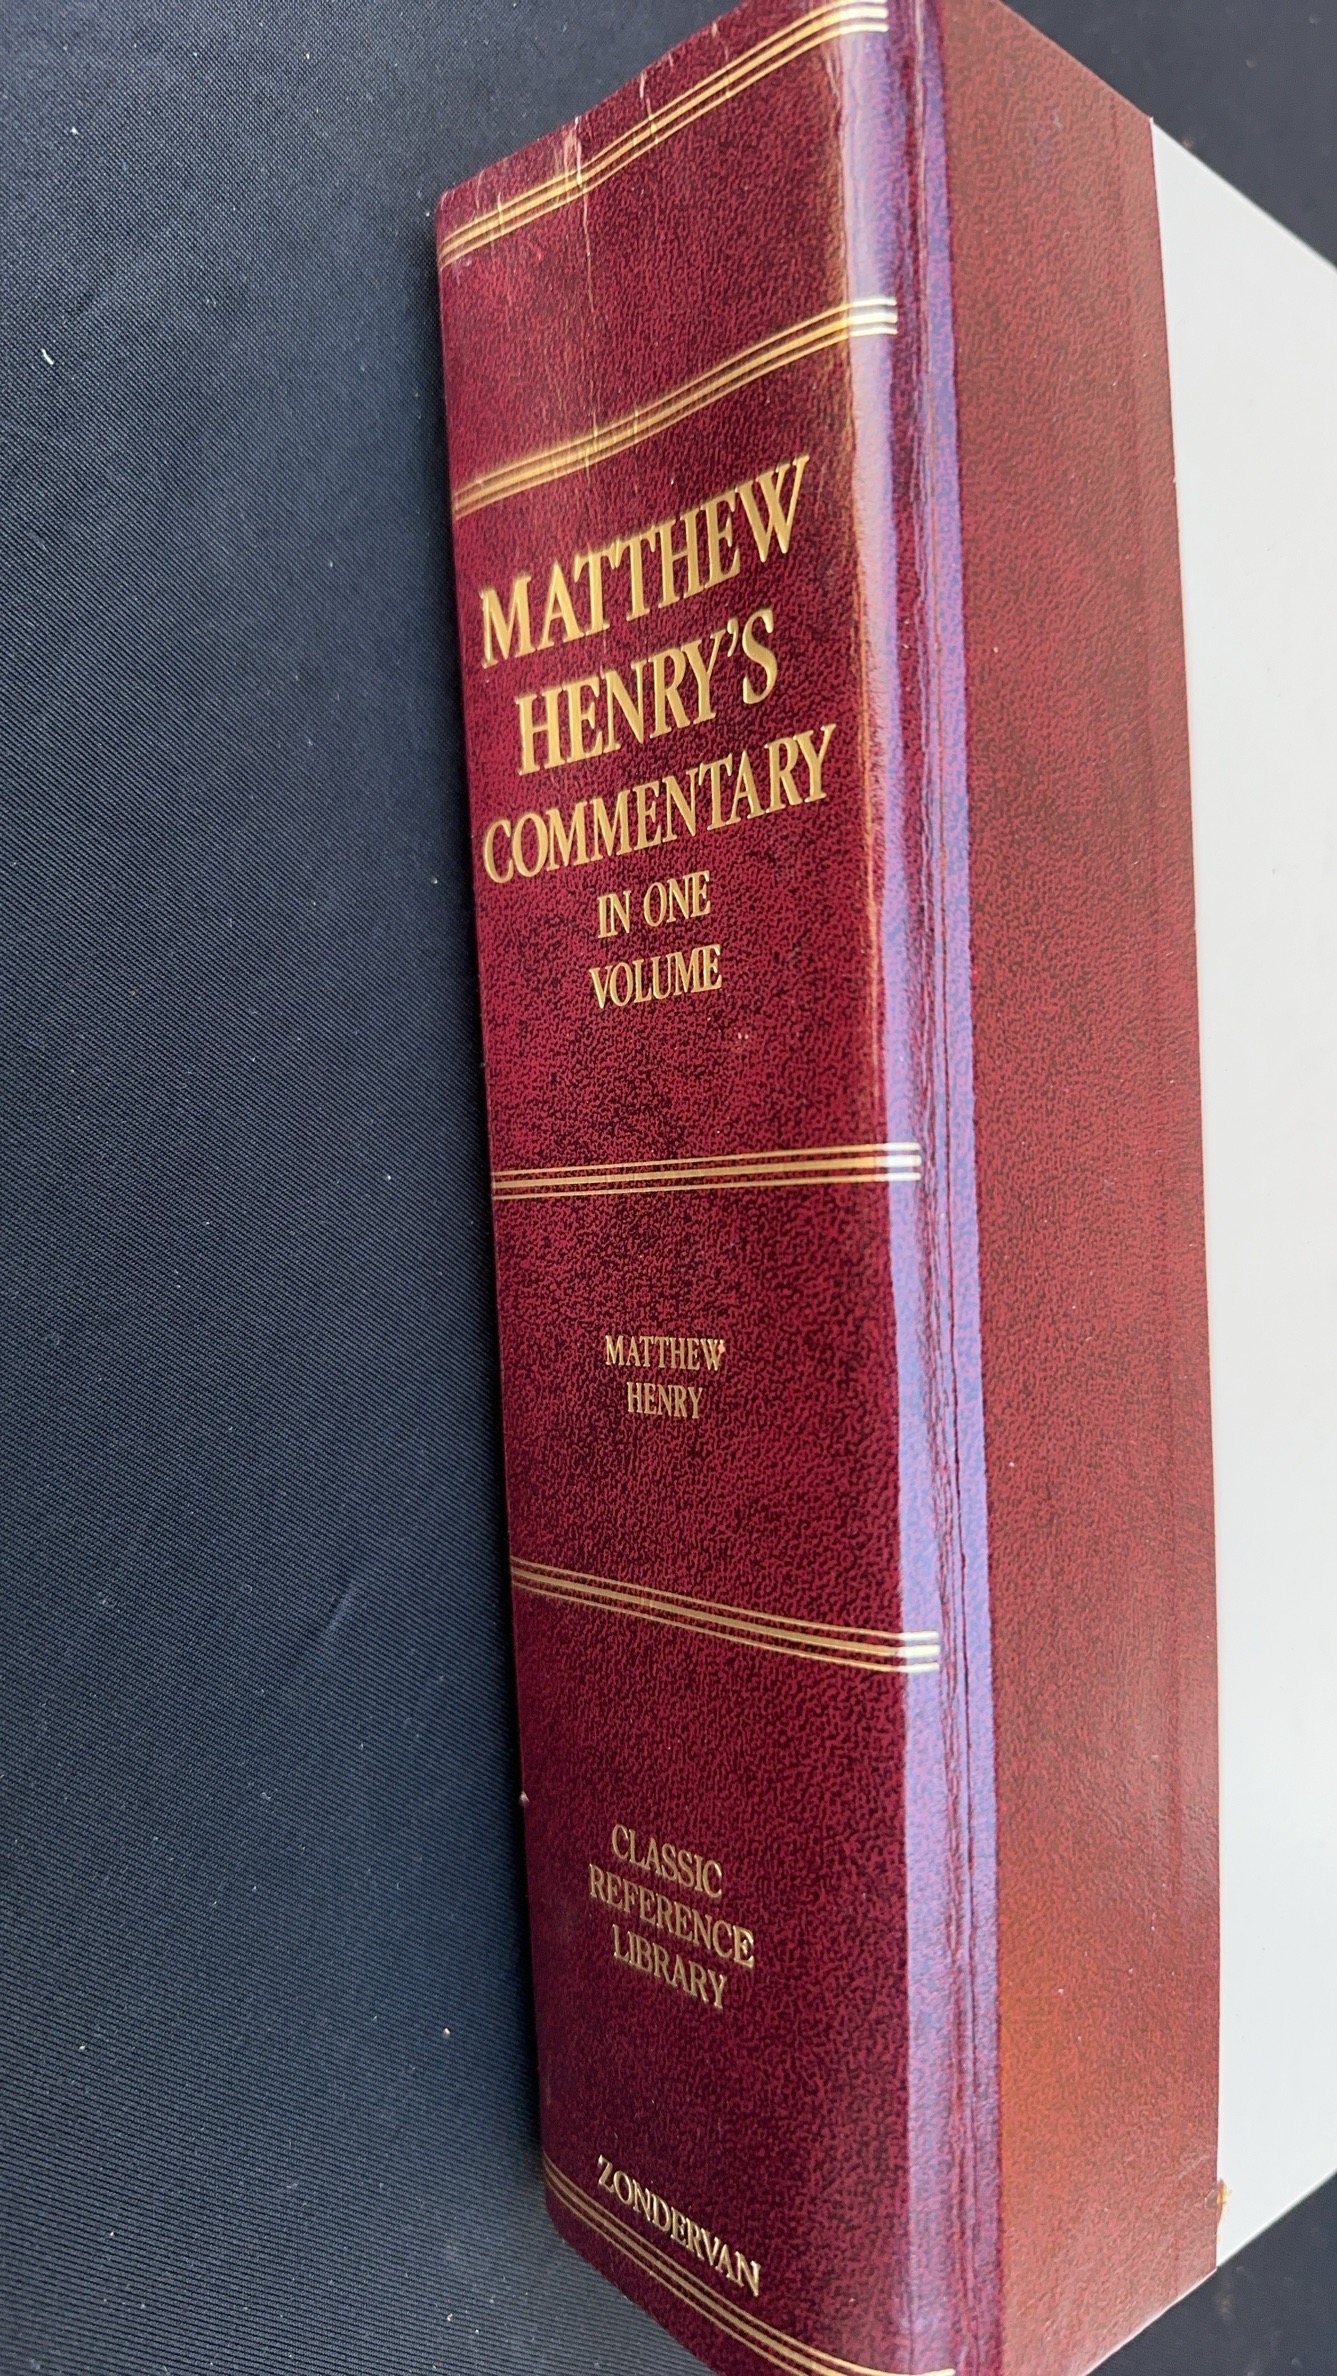 MATTHEW
HENRY'S
COMMENTARY
IN ONE
VOLUME
MATTHEW
HENRY
CLASSIC
REFERENCE
LIBRARY
ZONDERVAN